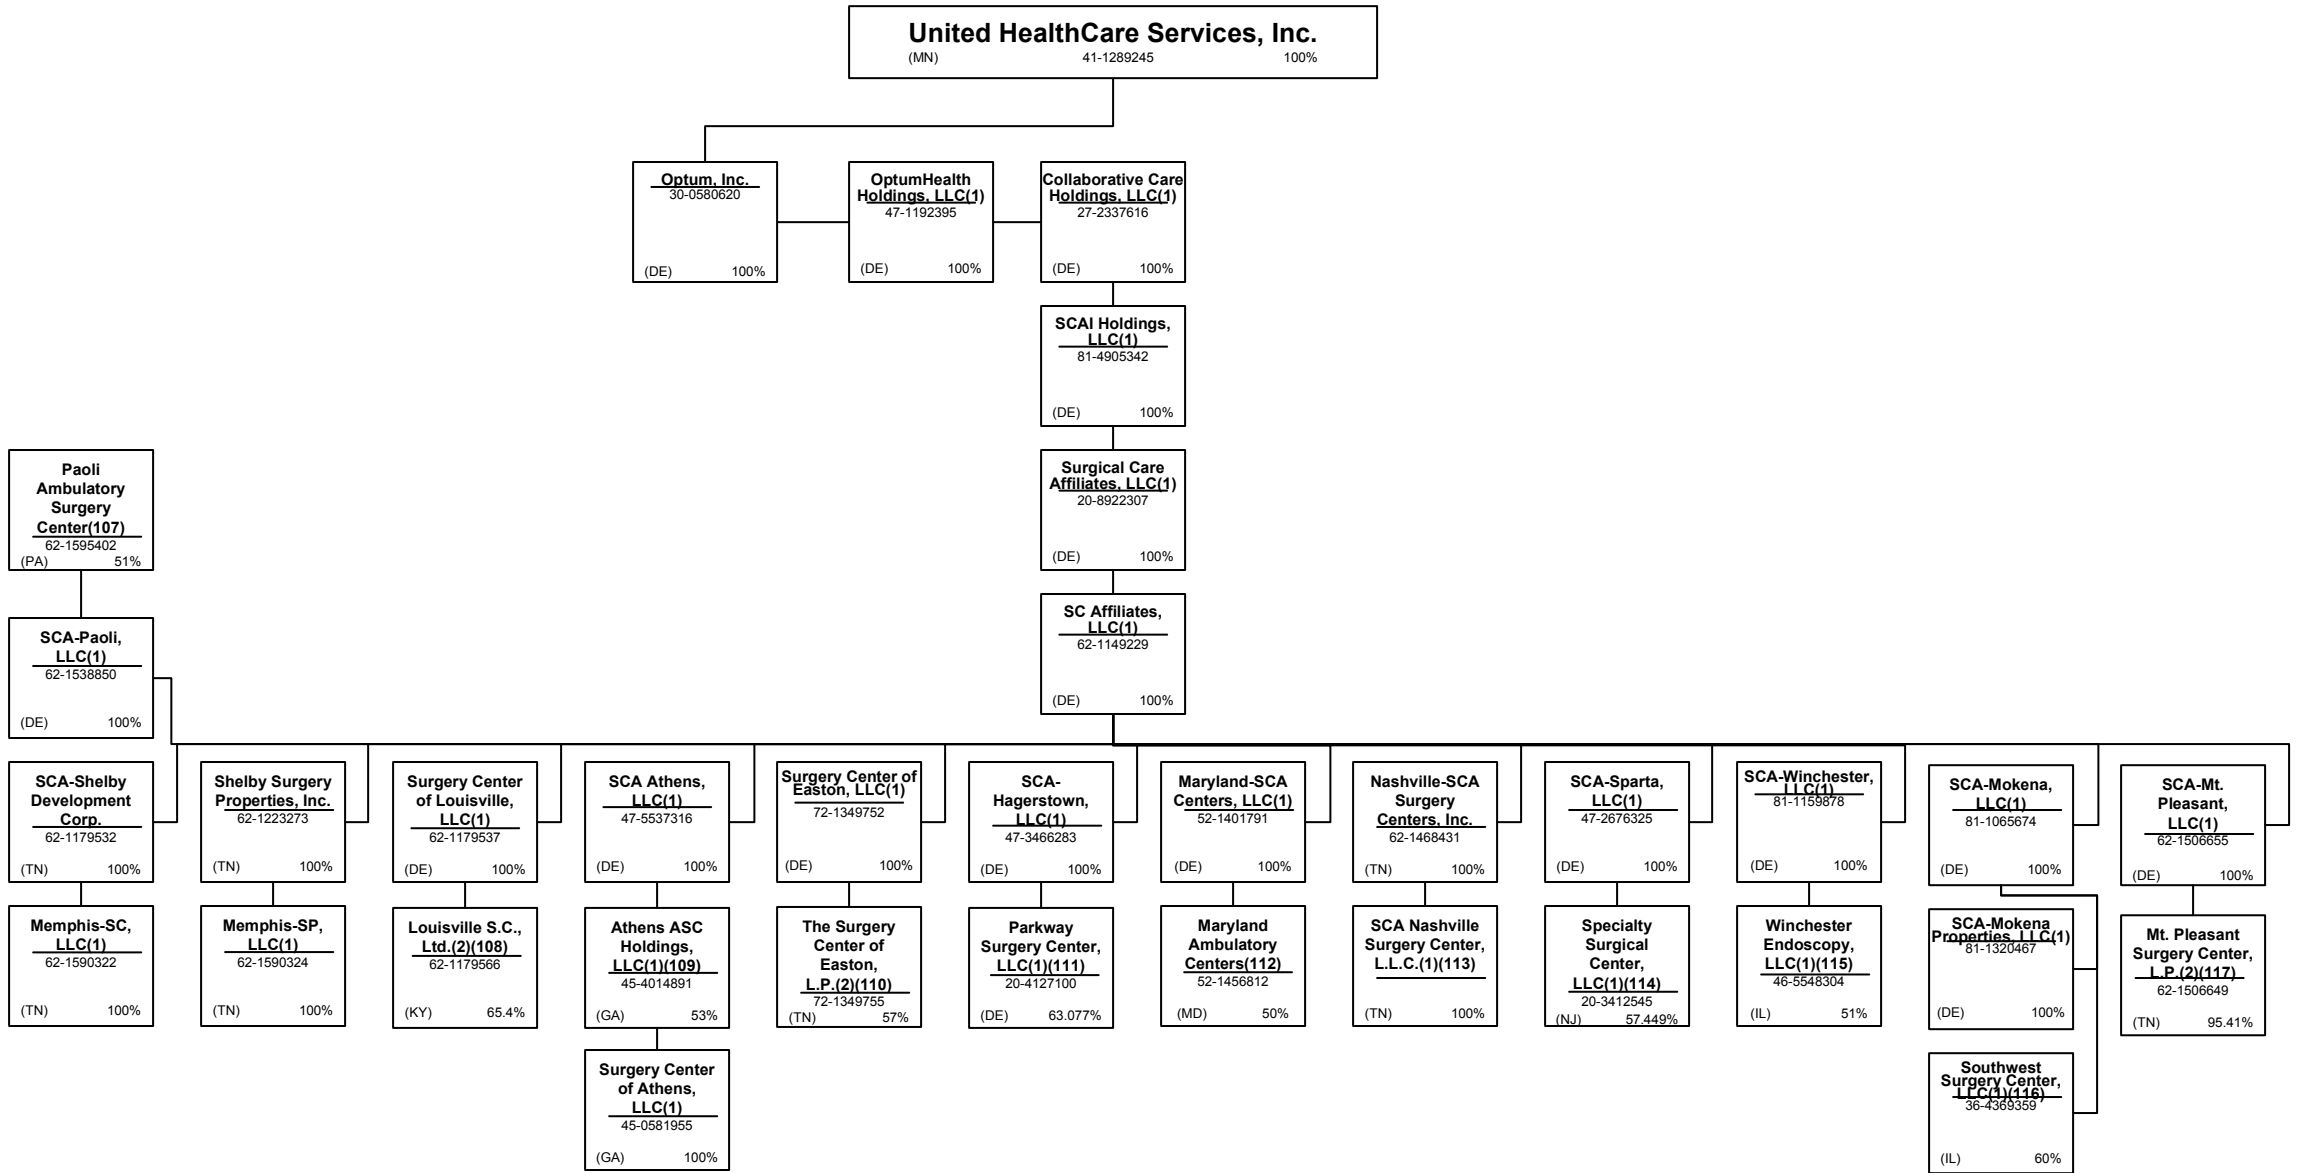 United HealthCare Services, Inc.
(MN) 41-1289245 100%
Optum, Inc.
30-0580620
(DE) 100%
OptumHealth
Holdings, LLC(1)
47-1192395
(DE) 100%
Collaborative Care
Holdings, LLC(1)
27-2337616
(DE) 100%
SCAI Holdings,
LLC(1)
81-4905342
(DE) 100%
Surgical Care
Affiliates, LLC(1)
20-8922307
(DE) 100%
SC Affiliates,
LLC(1)
62-1149229
(DE) 100%
Paoli
Ambulatory
Surgery
Center(107)
62-1595402
(PA) 51%
SCA-Paoli,
LLC(1)
62-1538850
(DE) 100%
SCA-Shelby
Development
Corp.
62-1179532
(TN) 100%
Shelby Surgery
Properties, Inc.
62-1223273
(TN) 100%
Surgery Center
of Louisville,
LLC(1)
62-1179537
(DE) 100%
SCA Athens,
LLC(1)
47-5537316
(DE) 100%
Surgery Center of
Easton, LLC(1)
72-1349752
(DE) 100%
SCA-
Hagerstown,
LLC(1)
47-3466283
(DE) 100%
Maryland-SCA
Centers, LLC(1)
52-1401791
(DE) 100%
Nashville-SCA
Surgery
Centers, Inc.
62-1468431
(TN) 100%
SCA-Sparta,
LLC(1)
47-2676325
(DE) 100%
SCA-Winchester,
LLC(1)
81-1159878
(DE) 100%
SCA-Mokena,
LLC(1)
81-1065674
(DE) 100%
SCA-Mt.
Pleasant,
LLC(1)
62-1506655
(DE) 100%
Memphis-SC,
LLC(1)
62-1590322
(TN) 100%
Memphis-SP,
LLC(1)
62-1590324
(TN) 100%
Louisville S.C.,
Ltd.(2)(108)
62-1179566
(KY) 65.4%
Athens ASC
Holdings,
LLC(1)(109)
45-4014891
(GA) 53%
The Surgery
Center of
Easton,
L.P.(2)(110)
72-1349755
(TN) 57%
Parkway
Surgery Center,
LLC(1)(111)
20-4127100
(DE) 63.077%
Maryland
Ambulatory
Centers(112)
52-1456812
(MD) 50%
SCA Nashville
Surgery Center,
L.L.C.(1)(113)
(TN) 100%
Specialty
Surgical
Center,
LLC(1)(114)
20-3412545
(NJ) 57.449%
Winchester
Endoscopy,
LLC(1)(115)
46-5548304
(IL) 51%
SCA-Mokena
Properties, LLC(1)
81-1320467
(DE) 100%
Mt. Pleasant
Surgery Center,
L.P.(2)(117)
62-1506649
(TN) 95.41%
Surgery Center
of Athens,
LLC(1)
45-0581955
(GA) 100%
Southwest
Surgery Center,
LLC(1)(116)
36-4369359
(IL) 60%